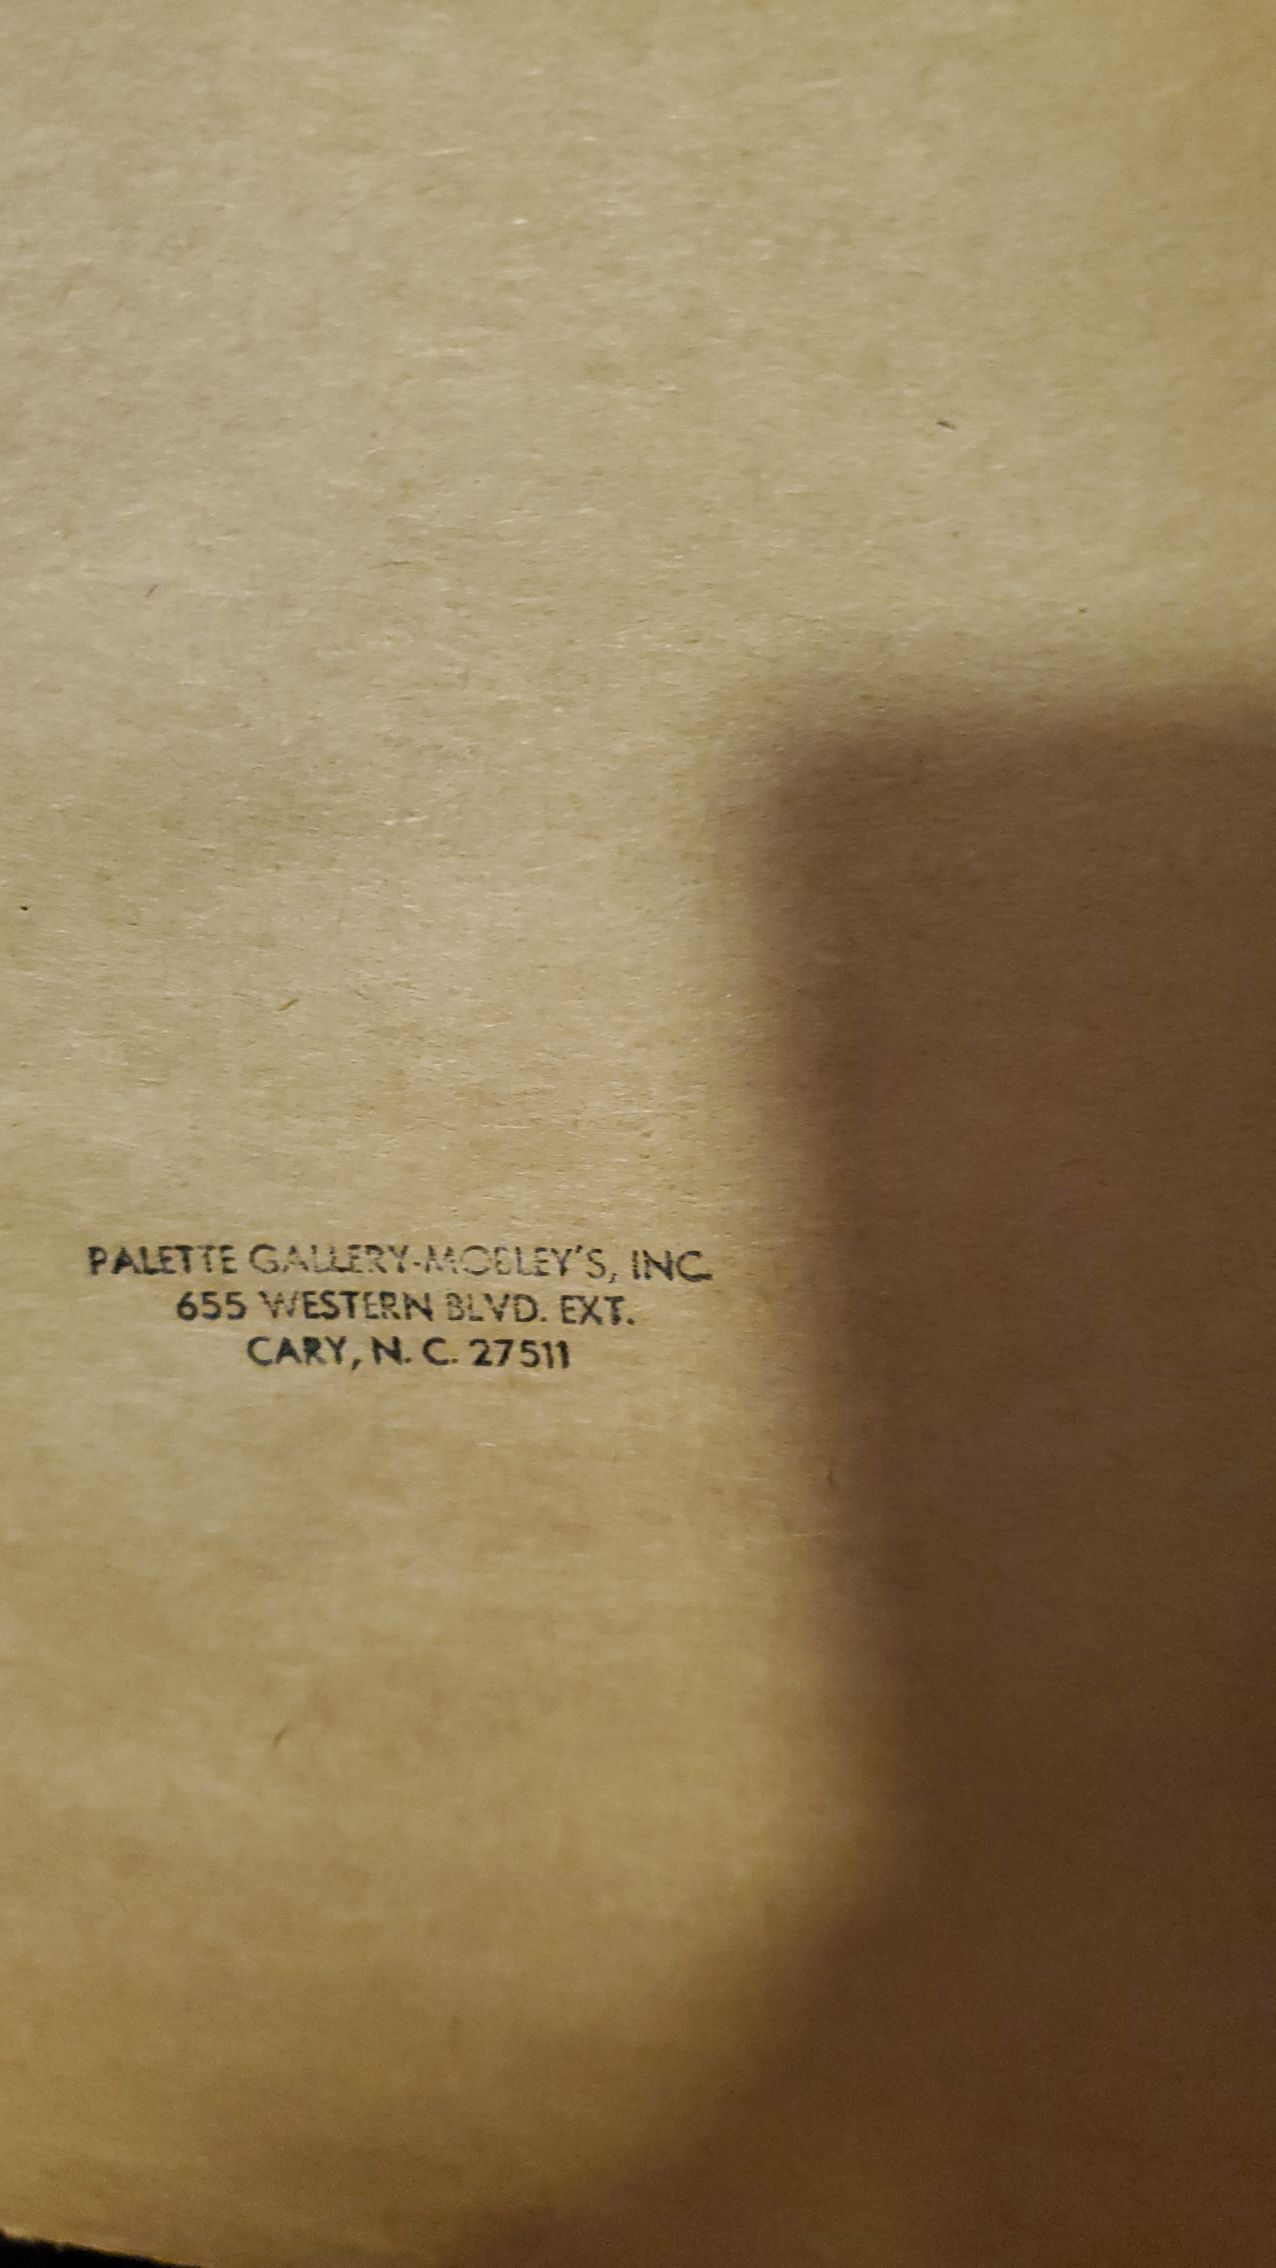 PALETTE GALLERY-MOBLEY'S, INC.
655 WESTERN BLVD. EXT.
CARY, N. C. 27511